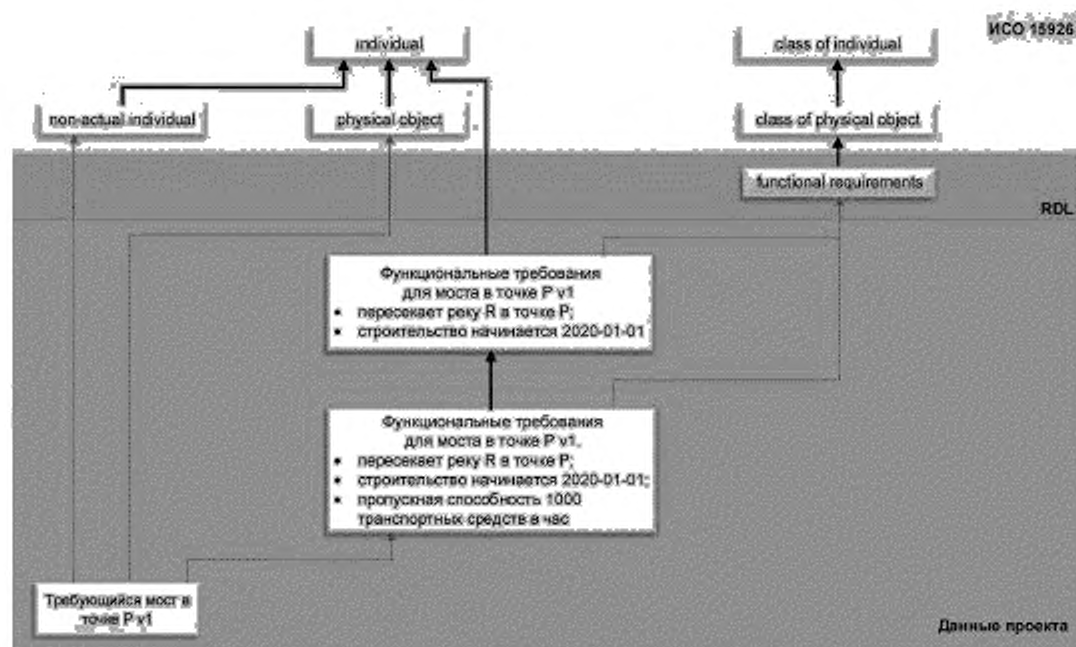 individual
class of individual
ИСО 15926
non-actual individual
physical object
class of physical object
functional requirements
RDL
Функциональные требования
для моста в точке P v1
• пересекает реку R в точке P;
• строительство начинается 2020-01-01
Функциональные требования
для моста в точке P v1.
• пересекает реку R в точке P;
• строительство начинается 2020-01-01;
• пропускная способность 1000
транспортных средств в час
Требующийся мост в
точке P v1
Данные проекта